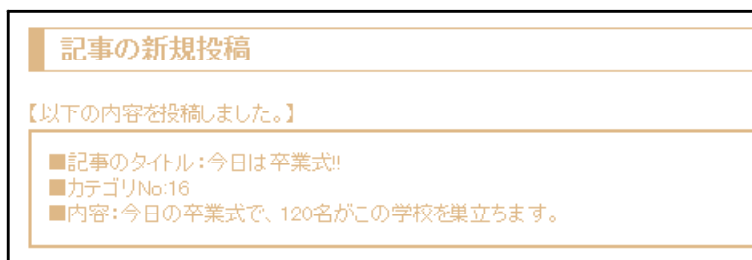 記事の新規投稿
【以下の内容を投稿しました。】
■記事のタイトル:今日は卒業式!!
■カテゴリNo:16
■内容:今日の卒業式で、120名がこの学校を巣立ちます。